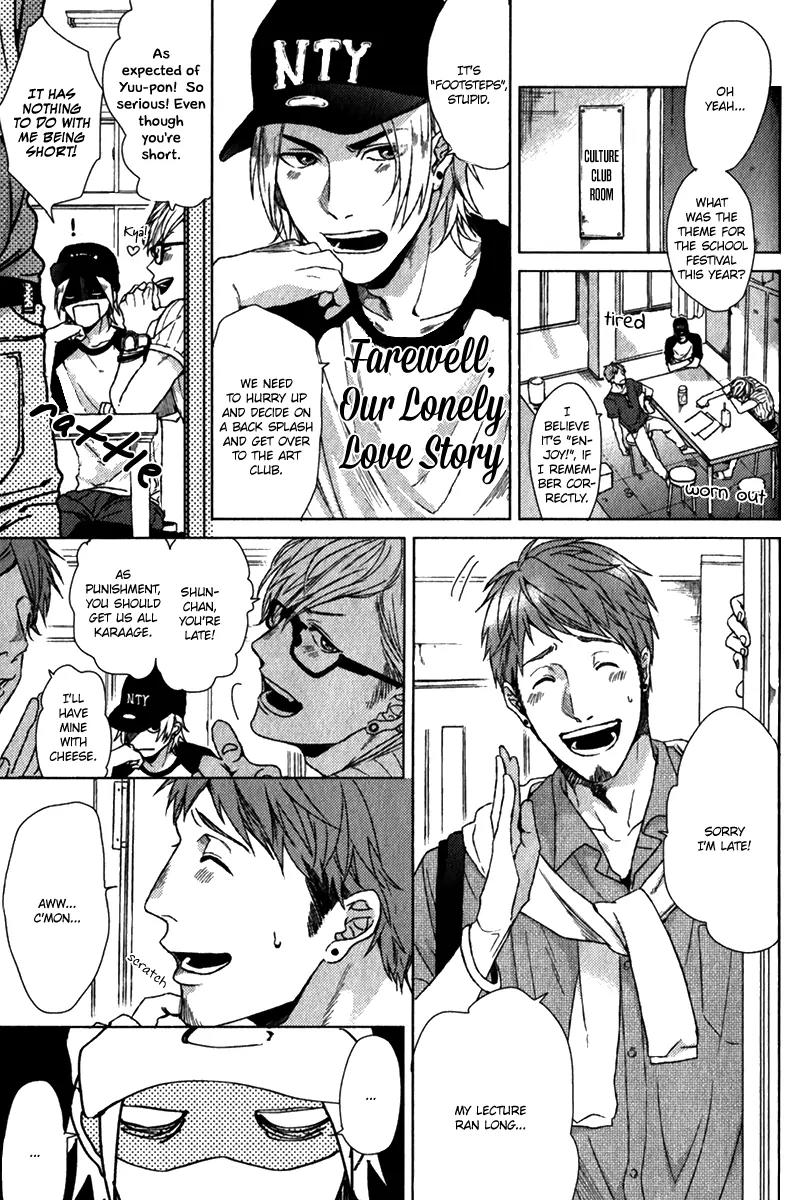 OH
YEAH...
CULTURE
CLUB
ROOM
WHAT
WAS THE
THEME FOR
THE SCHOOL
FESTIVAL
THIS YEAR?
tired
I
BELIEVE
IT'S "EN-
JOY!", IF
I REMEM-
BER COR-
RECTLY.
worn out
IT'S
"FOOTSTEPS",
STUPID.
NTY
Farewell,
Our Lonely
Love Story
WE NEED
TO HURRY UP
AND DECIDE ON
A BACK SPLASH
AND GET OVER
TO THE ART
CLUB.
As
expected of
Yuu-pon! So
serious! Even
though
you're
short.
IT HAS
NOTHING
TO DO WITH
ME BEING
SHORT!
!
Kya!
rattle
SORRY
I'M LATE!
MY LECTURE
RAN LONG...
SHUN-
CHAN,
YOU'RE
LATE!
AS
PUNISHMENT,
YOU SHOULD
GET US ALL
KARAAGE.
NTY
I'LL
HAVE
MINE
WITH
CHEESE.
AWW...
C'MON...
scratch
...
...